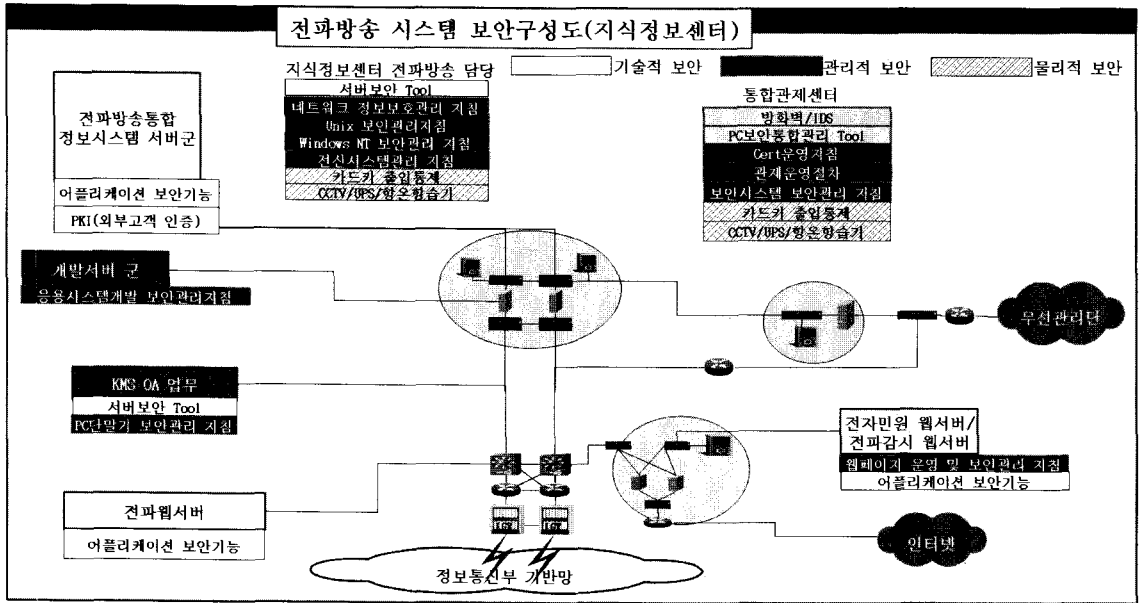 전파방송 시스템 보안구성도(지식정보센터)
기술적 보안
관리적 보안
물리적 보안
지식정보센터 전파방송 담당
서버보안 Tool
네트워크 정보보호관리 지침
Unix 보안관리지침
Windows NT 보안관리 지침
전산시스템관리 지침
카드키 출입통제
CCTV/UPS/항온항습기
통합관제센터
방화벽/IDS
PC보안통합관리 Tool
Cert운영지침
관제운영절차
보안시스템 보안관리 지침
카드키 출입통제
CCTV/UPS/항온항습기
전파방송통합
정보시스템 서버군
어플리케이션 보안기능
PKI(외부고객 인증)
개발서버 군
응용시스템개발 보안관리지침
무선관리단
KMS OA 업무
서버보안 Tool
PC단말기 보안관리 지침
전자민원 웹서버/
전파감시 웹서버
웹페이지 운영 및 보안관리 지침
어플리케이션 보안기능
전파웹서버
어플리케이션 보안기능
인터넷
정보통신부 기반망